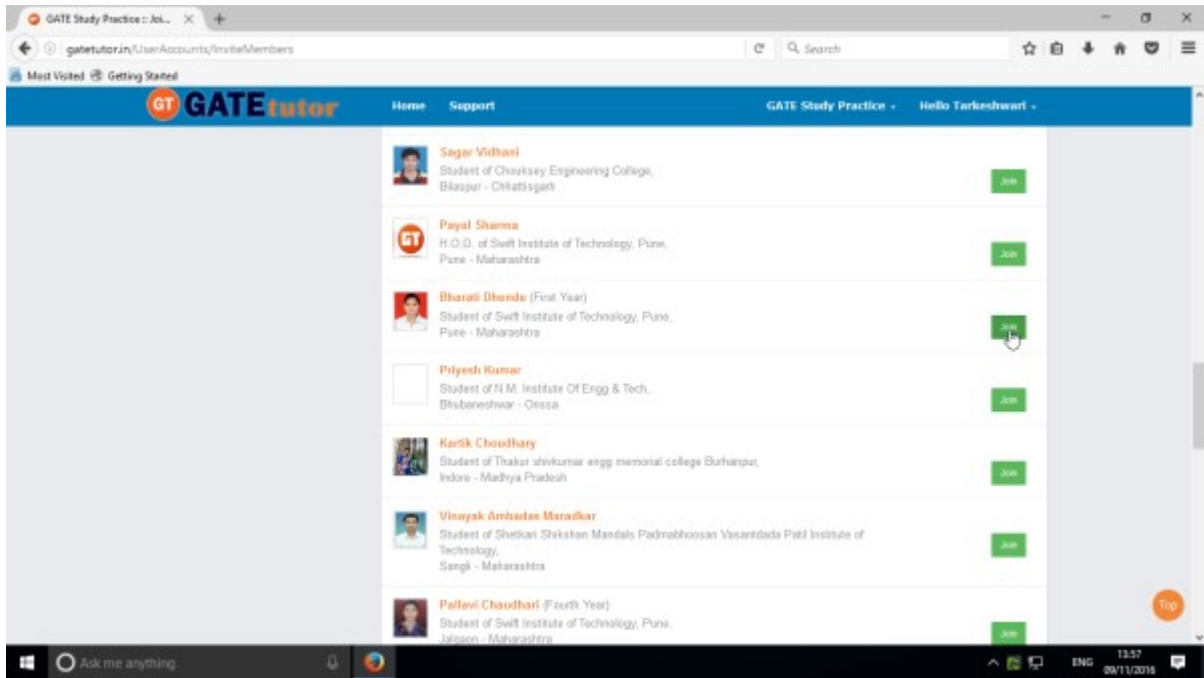 GATE Study Practice :: Joi...
gatetutor.in/UserAccounts/InviteMembers
Search
Most Visited
Getting Started
GT GATEtutor
Home
Support
GATE Study Practice
Hello Tarkeshwari
Sagar Vidhani
Student of Chouksey Engineering College,
Bilaspur - Chhattisgarh
Join
Payal Sharma
GT
H.O.D. of Swift Institute of Technology, Pune,
Pune - Maharashtra
Join
Bharati Dhende (First Year)
Student of Swift Institute of Technology, Pune,
Pune - Maharashtra
Join
Priyesh Kumar
Student of N.M. Institute Of Engg & Tech,
Bhubaneshwar - Orissa
Join
Kartik Choudhary
Student of Thakur shivkumar engg memorial college Burhanpur,
Indore - Madhya Pradesh
Join
Vinayak Ambadas Maradkar
Student of Shetkari Shikshan Mandals Padmabhoosan Vasantdada Patil Institute of
Technology,
Sangli - Maharashtra
Join
Pallavi Chaudhari (Fourth Year)
Student of Swift Institute of Technology, Pune,
Jalgaon - Maharashtra
Join
Top
Ask me anything
ENG
13:57
09/11/2016